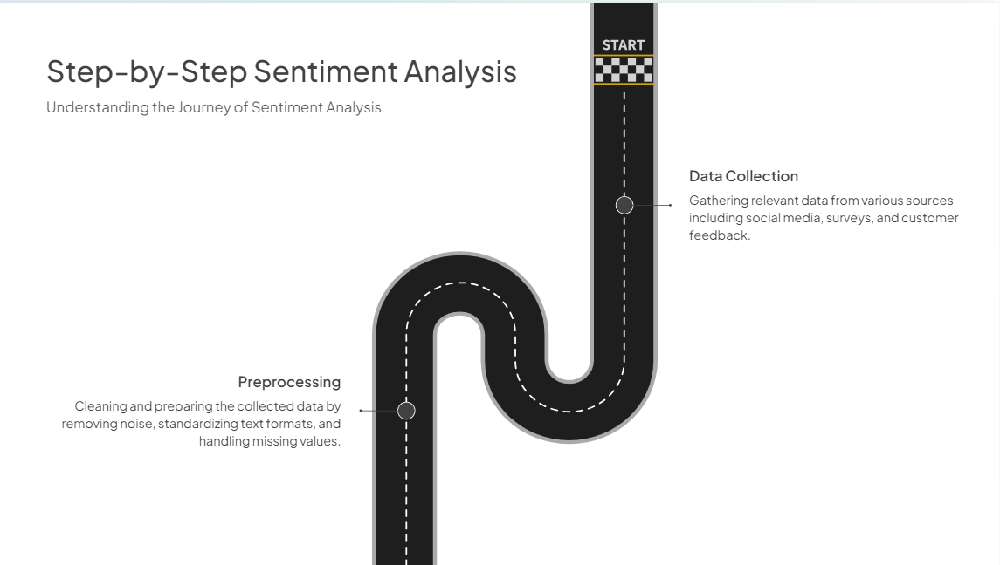 START
Step-by-Step Sentiment Analysis
Understanding the Journey of Sentiment Analysis
Data Collection
Gathering relevant data from various sources
including social media, surveys, and customer
feedback.
Preprocessing
Cleaning and preparing the collected data by
removing noise, standardizing text formats, and
handling missing values.